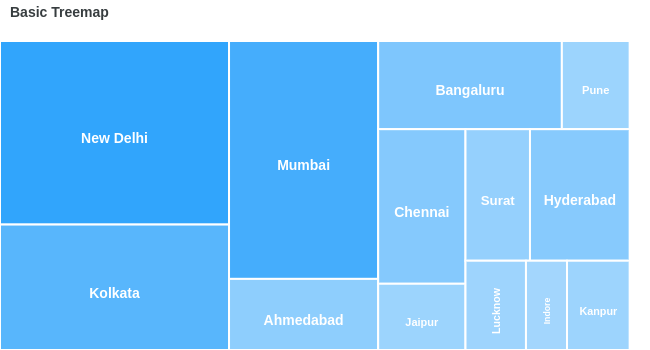 Basic Treemap
New Delhi
Kolkata
Mumbai
Ahmedabad
Bangaluru
Pune
Chennai
Surat
Hyderabad
Jaipur
Lucknow
Indore
Kanpur